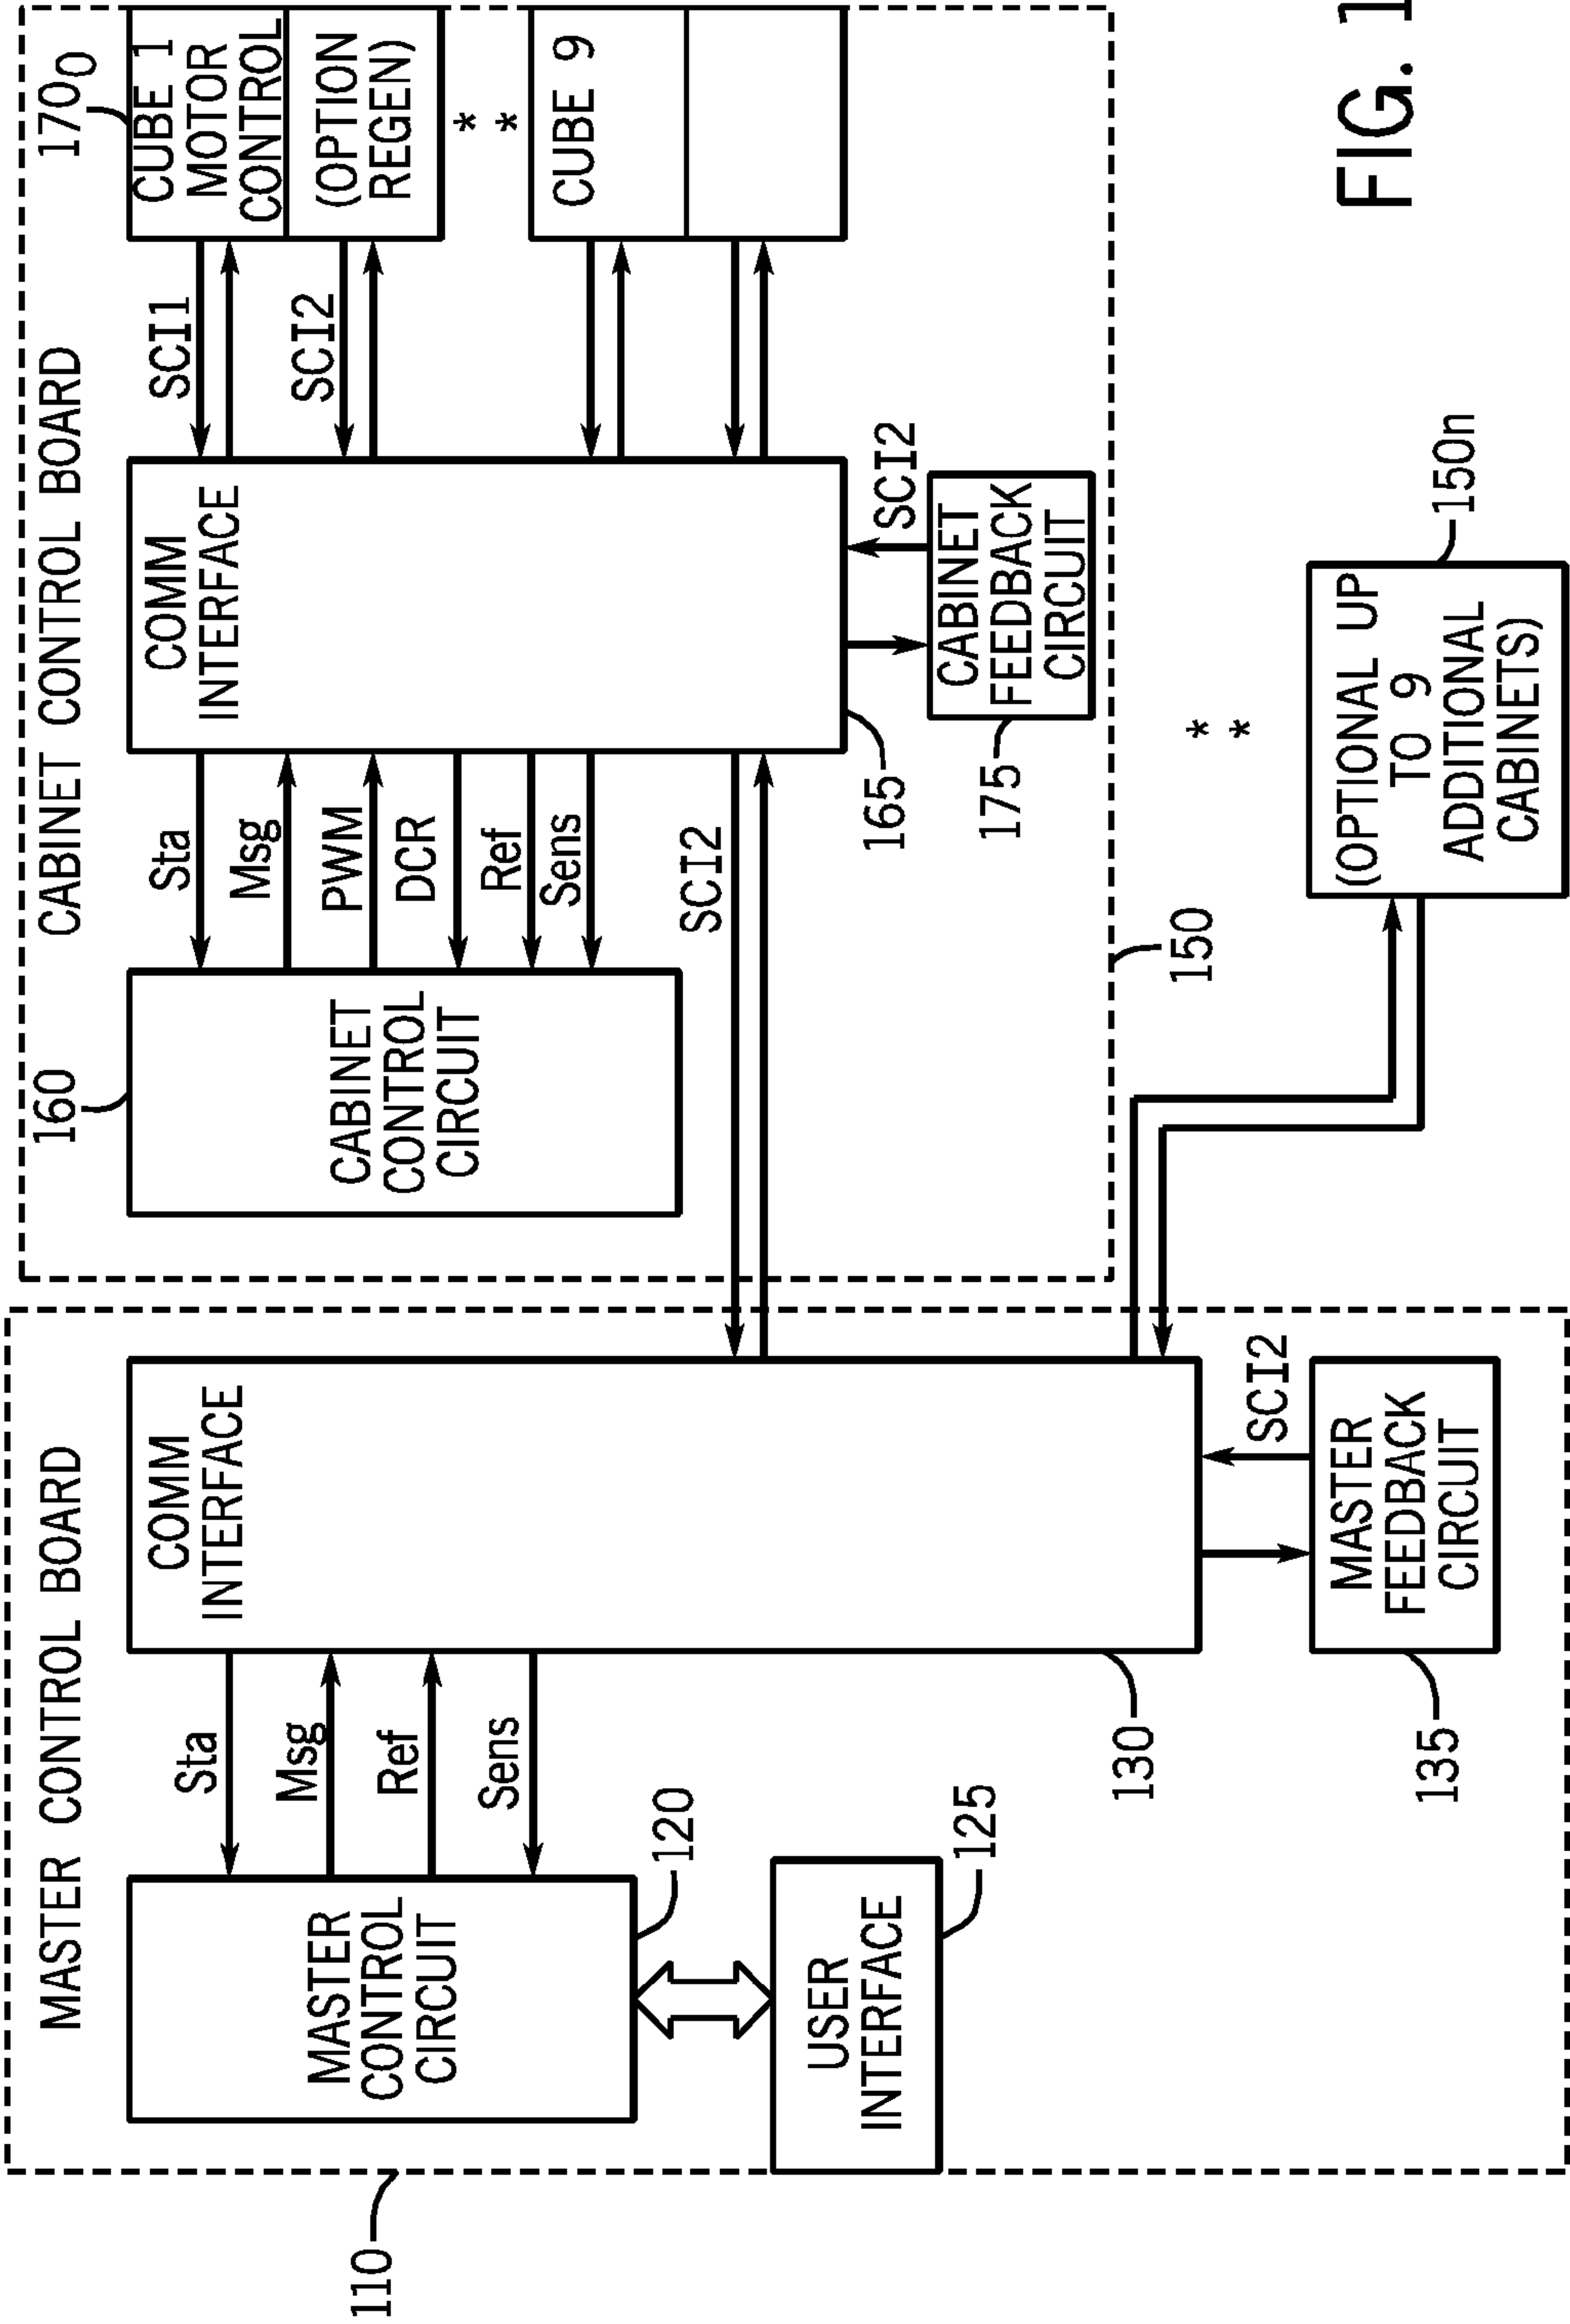 MASTER CONTROL BOARD
110
MASTER
CONTROL
CIRCUIT
120
USER
INTERFACE
125
Sta
Msg
Ref
Sens
COMM
INTERFACE
130
MASTER
FEEDBACK
CIRCUIT
135
SCI2
CABINET CONTROL BOARD
160
CABINET
CONTROL
CIRCUIT
Sta
Msg
PWM
DCR
Ref
Sens
SCI2
COMM
INTERFACE
165
CABINET
FEEDBACK
CIRCUIT
175
SCI2
SCI1
SCI2
1700
CUBE 1
MOTOR
CONTROL
(OPTION
REGEN)
*
*
CUBE 9
150
*
*
(OPTIONAL UP
TO 9
ADDITIONAL
CABINETS)
150n
FIG. 1